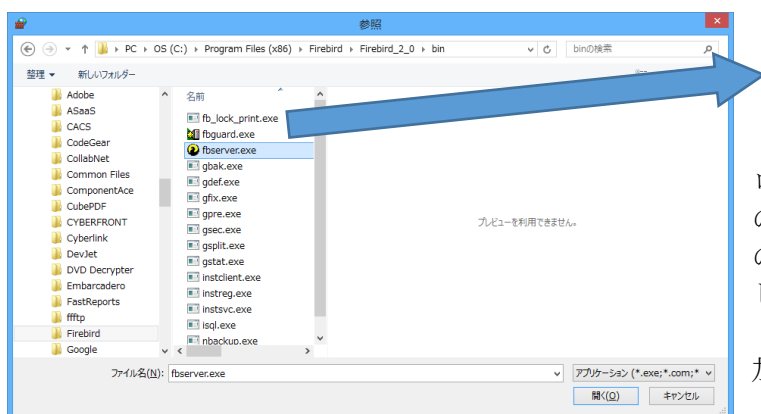 参照
PC OS (C:) Program Files (x86) Firebird Firebird_2_0 bin
binの検索
整理 新しいフォルダー
Adobe
ASaaS
CACS
CodeGear
CollabNet
Common Files
ComponentAce
CubePDF
CYBERFRONT
Cyberlink
DevJet
DVD Decrypter
Embarcadero
FastReports
ffftp
Firebird
Google
名前
fb_lock_print.exe
fbguard.exe
fbserver.exe
gbak.exe
gdef.exe
gfix.exe
gpre.exe
gsec.exe
gsplit.exe
gstat.exe
instclient.exe
instreg.exe
instsvc.exe
isql.exe
nbackup.exe
プレビューを利用できません。
の
の
ファイル名(N): fbserver.exe
アプリケーション (*.exe;*.com;*
開く(O) キャンセル